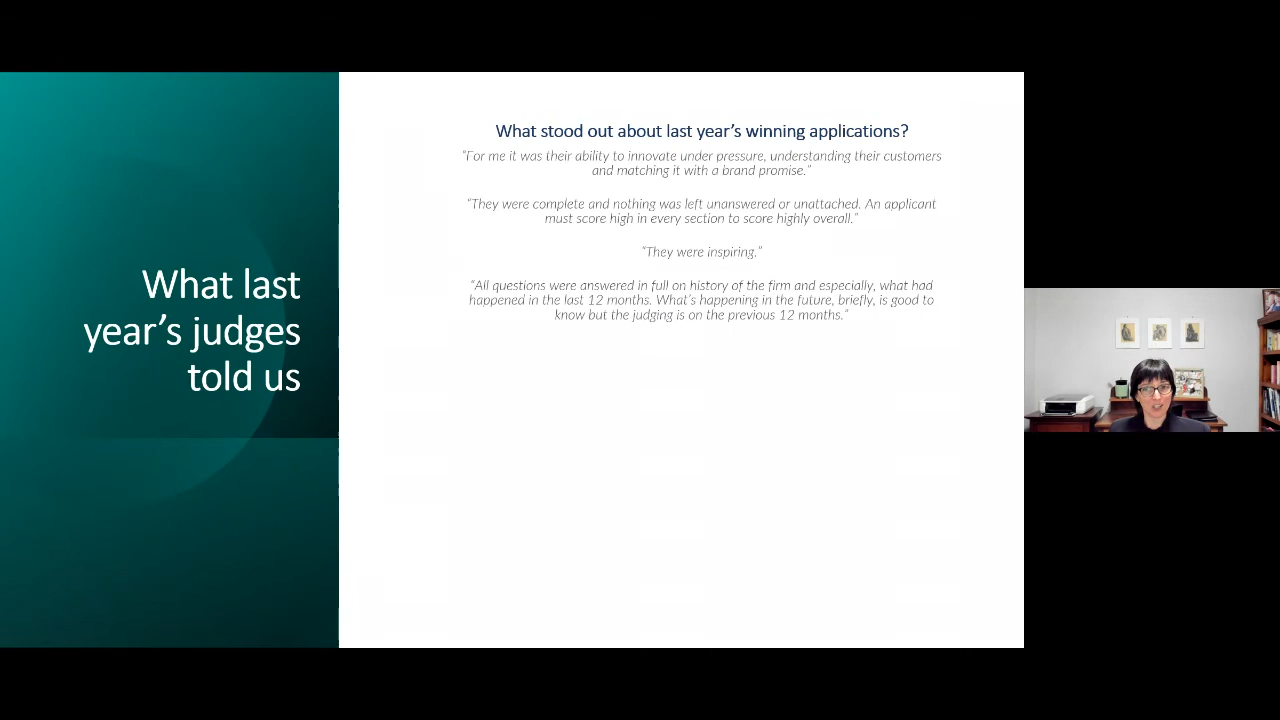 What last
year’s judges
told us
What stood out about last year’s winning applications?
“For me it was their ability to innovate under pressure, understanding their customers
and matching it with a brand promise.”
“They were complete and nothing was left unanswered or unattached. An applicant
must score high in every section to score highly overall.”
“They were inspiring.”
“All questions were answered in full on history of the firm and especially, what had
happened in the last 12 months. What’s happening in the future, briefly, is good to
know but the judging is on the previous 12 months.”